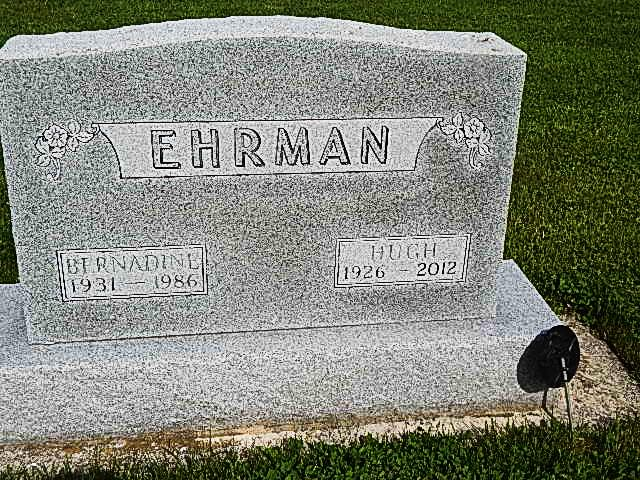 EHRMAN
BERNADINE
1931 — 1986
HUGH
1926 — 2012